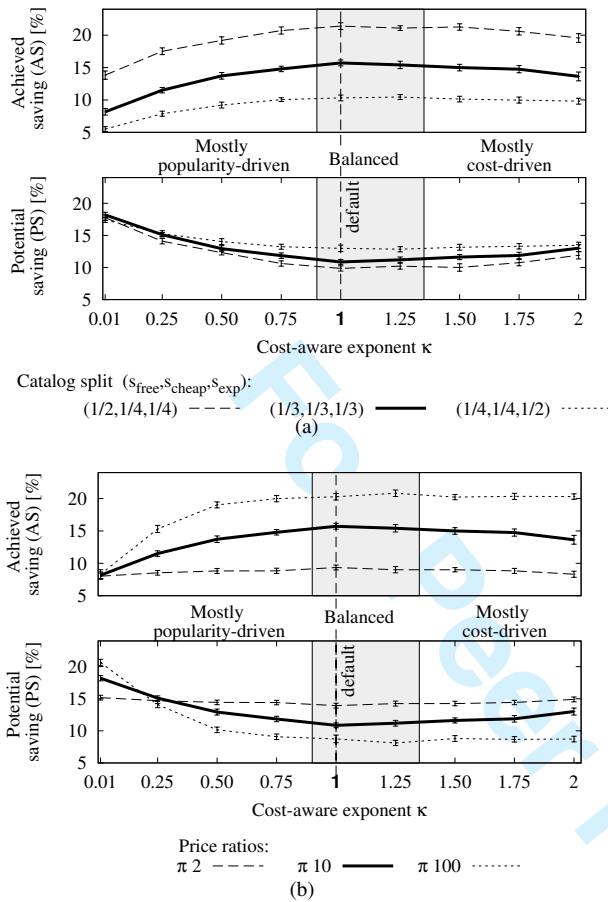 Achieved
saving (AS) [%]
20
15
10
5
Mostly
popularity-driven
Balanced
Mostly
cost-driven
Potential
saving (PS) [%]
20
15
10
5
default
0.01 0.25 0.50 0.75 1 1.25 1.50 1.75 2
Cost-aware exponent κ
Catalog split (s_free,s_cheap,s_exp):
(1/2,1/4,1/4) (1/3,1/3,1/3) (1/4,1/4,1/2)
(a)
Achieved
saving (AS) [%]
20
15
10
5
Mostly
popularity-driven
Balanced
Mostly
cost-driven
Potential
saving (PS) [%]
20
15
10
5
default
0.01 0.25 0.50 0.75 1 1.25 1.50 1.75 2
Cost-aware exponent κ
Price ratios:
π 2 π 10 π 100
(b)